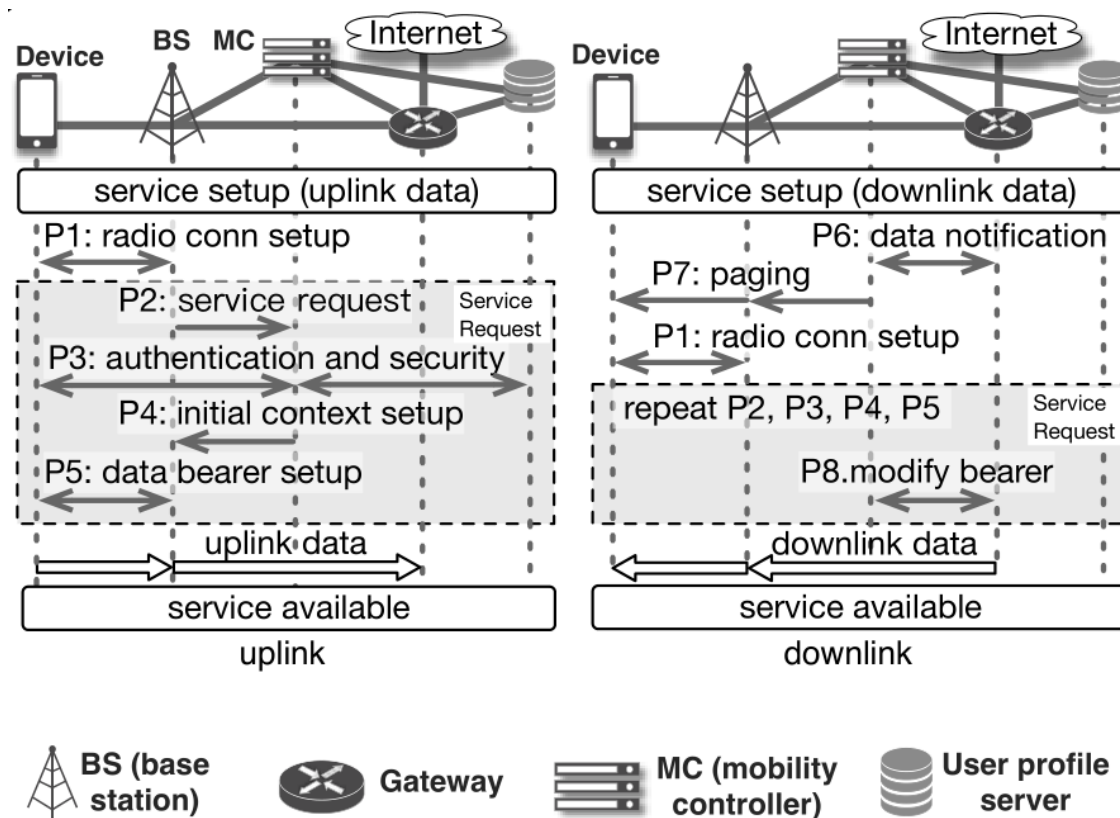 Device
BS
MC
Internet
service setup (uplink data)
P1: radio conn setup
P2: service request
Service
Request
P3: authentication and security
P4: initial context setup
P5: data bearer setup
uplink data
service available
uplink
Device
Internet
service setup (downlink data)
P6: data notification
P7: paging
P1: radio conn setup
repeat P2, P3, P4, P5
Service
Request
P8.modify bearer
downlink data
service available
downlink
BS (base
station)
Gateway
MC (mobility
controller)
User profile
server